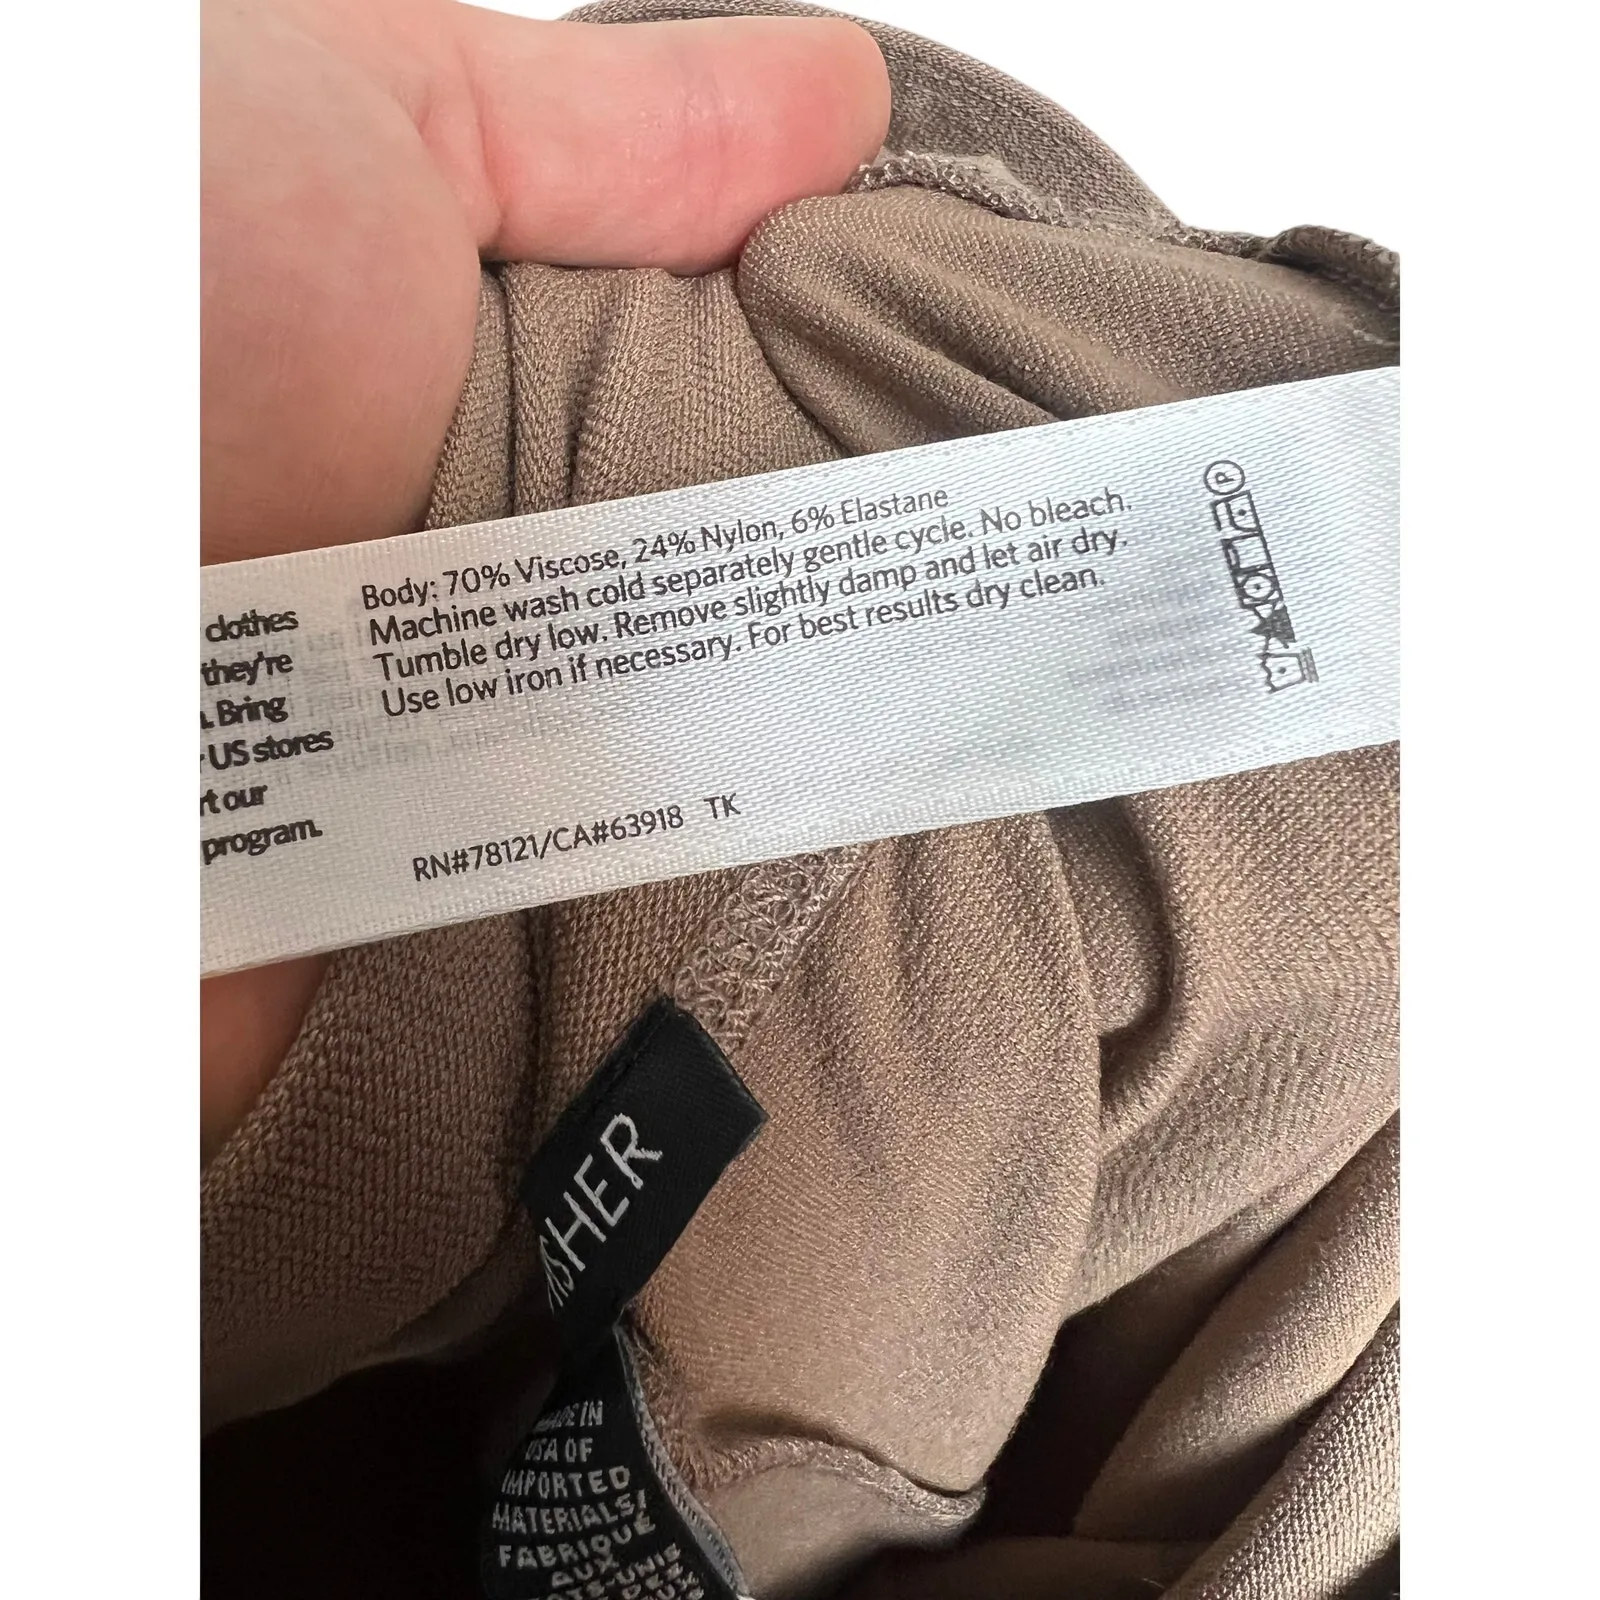 clothes
they're
. Bring
US stores
our
program.
Body: 70% Viscose, 24% Nylon, 6% Elastane
Machine wash cold separately gentle cycle. No bleach.
Tumble dry low. Remove slightly damp and let air dry.
Use low iron if necessary. For best results dry clean.
P
RN#78121/CA#63918 TK
FISHER
MADE IN
USA OF
IMPORTED
MATERIALS/
FABRIQUÉ
AUX